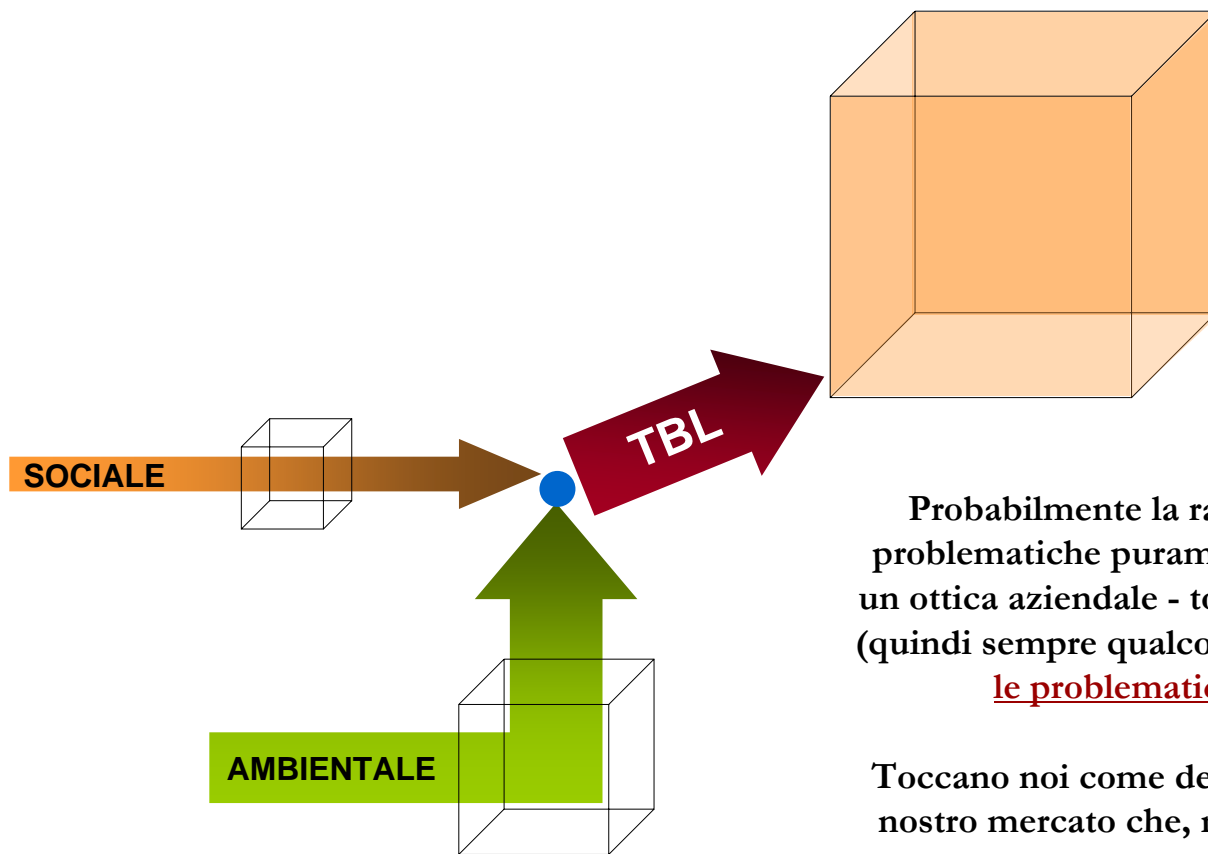 TBL
SOCIALE
AMBIENTALE
Probabilmente la
problematiche
un ottica aziendale -
(quindi sempre
le
Toccano noi come
nostro mercato che,